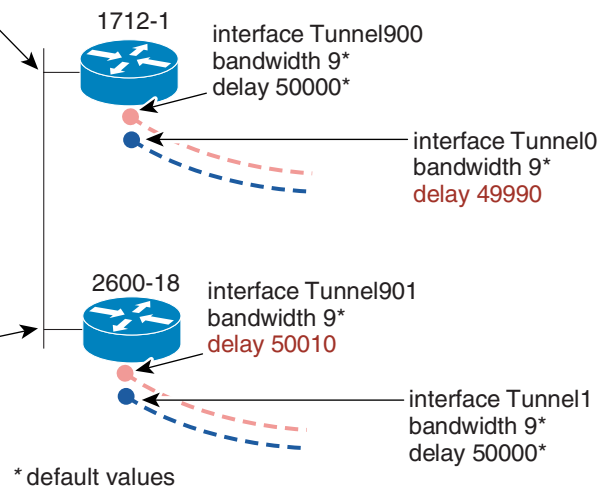 1712-1
interface Tunnel900
bandwidth 9*
delay 50000*
interface Tunnel0
bandwidth 9*
delay 49990
2600-18
interface Tunnel901
bandwidth 9*
delay 50010
interface Tunnel1
bandwidth 9*
delay 50000*
* default values